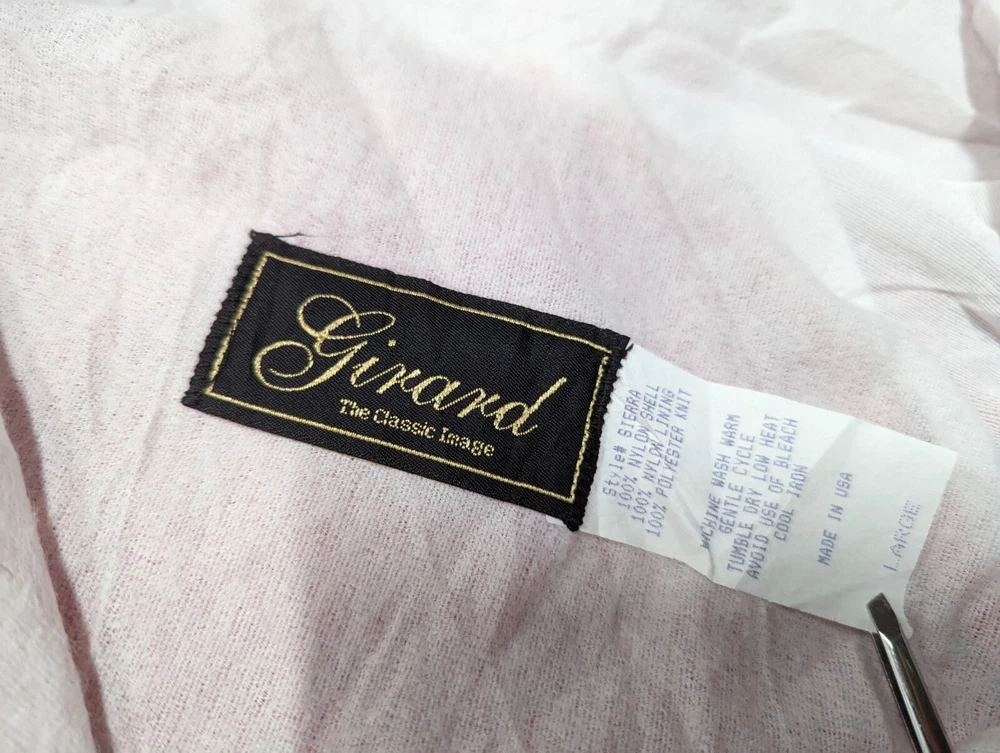 Girard
The Classic Image
Style# SIERRA
100% NYLON SHELL
100% NYLON LINING
100% POLYESTER KNIT
MACHINE WASH WARM
GENTLE CYCLE
TUMBLE DRY LOW HEAT
AVOID USE OF BLEACH
COOL IRON
MADE IN USA
LARGE